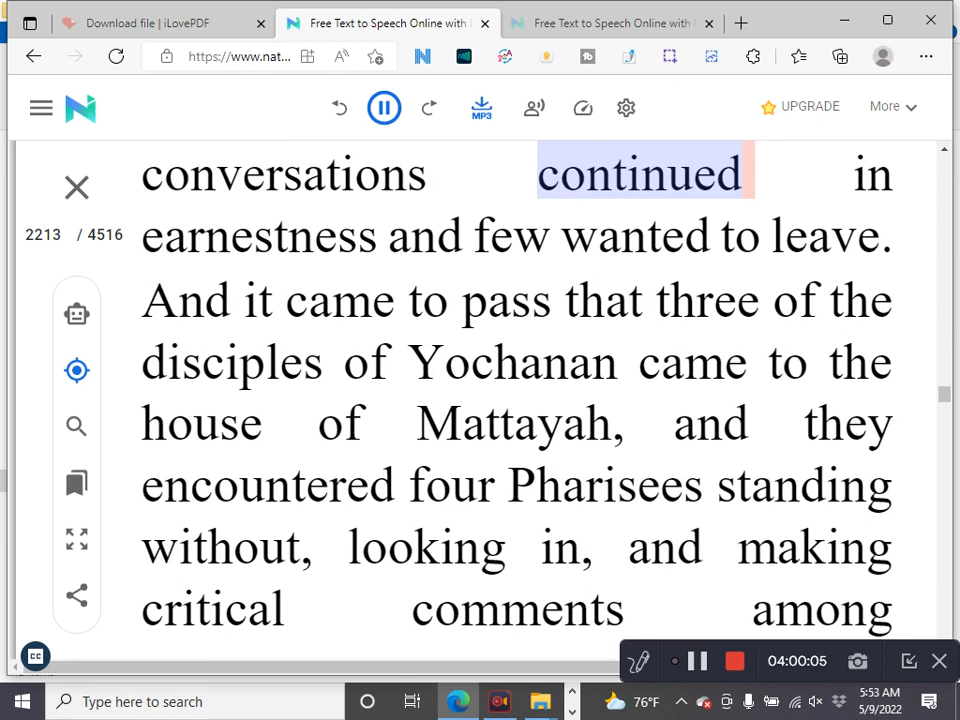 Download file | iLovePDF
Free Text to Speech Online with
Free Text to Speech Online with
https://www.nat...
UPGRADE
More
MP3
conversations continued in
2213 / 4516
earnestness and few wanted to leave.
And it came to pass that three of the
disciples of Yochanan came to the
house of Mattayah, and they
encountered four Pharisees standing
without, looking in, and making
critical comments among
CC
04:00:05
Type here to search
76°F
5:53 AM
5/9/2022